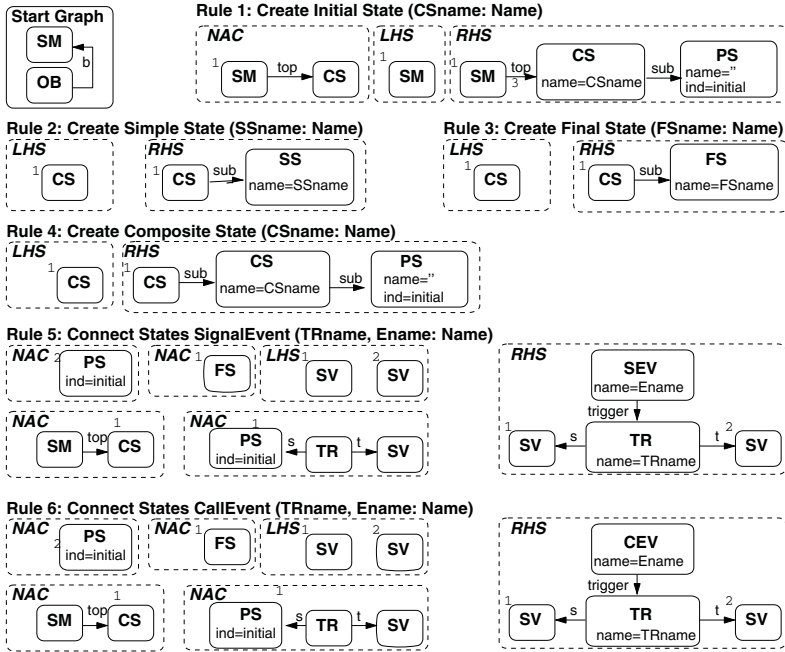 Start Graph
SM
b
OB
Rule 1: Create Initial State (CSname: Name)
NAC
1 SM top CS
LHS
1 SM
RHS
1 SM top 3
CS
name=CSname
sub
PS
name=''
ind=initial
Rule 2: Create Simple State (SSname: Name)
LHS
1 CS
RHS
1 CS sub
SS
name=SSname
Rule 3: Create Final State (FSname: Name)
LHS
1 CS
RHS
1 CS sub
FS
name=FSname
Rule 4: Create Composite State (CSname: Name)
LHS
1 CS
RHS
1 CS sub
CS
name=CSname
sub
PS
name=''
ind=initial
Rule 5: Connect States SignalEvent (TRname, Ename: Name)
NAC
2 PS
ind=initial
NAC
1 FS
LHS
1 SV
2 SV
NAC
SM top 1 CS
NAC
1
PS
ind=initial
s TR t SV
RHS
SEV
name=Ename
trigger
1 SV s
TR
name=TRname
t 2 SV
Rule 6: Connect States CallEvent (TRname, Ename: Name)
NAC
2 PS
ind=initial
NAC
1 FS
LHS
1 SV
2 SV
NAC
SM top 1 CS
NAC
1
PS
ind=initial
s TR t SV
RHS
CEV
name=Ename
trigger
1 SV s
TR
name=TRname
t 2 SV